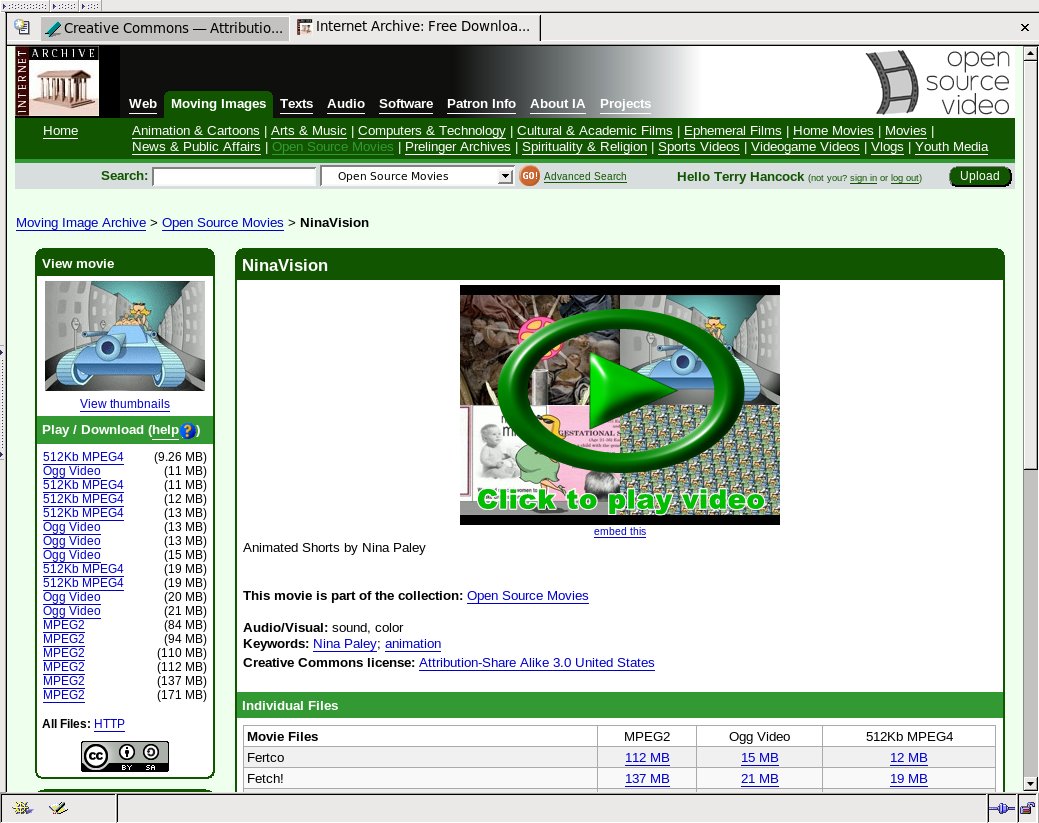 Creative Commons — Attributio...
Internet Archive: Free Downloa...
INTERNET ARCHIVE
open source video
Web Moving Images Texts Audio Software Patron Info About IA Projects
Home
Animation & Cartoons | Arts & Music | Computers & Technology | Cultural & Academic Films | Ephemeral Films | Home Movies | Movies |
News & Public Affairs | Open Source Movies | Prelinger Archives | Spirituality & Religion | Sports Videos | Videogame Videos | Vlogs | Youth Media
Search: Open Source Movies GO! Advanced Search Hello Terry Hancock (not you? sign in or log out) Upload
Moving Image Archive > Open Source Movies > NinaVision
View movie
View thumbnails
Play / Download (help?)
512Kb MPEG4 (9.26 MB)
Ogg Video (11 MB)
512Kb MPEG4 (11 MB)
512Kb MPEG4 (12 MB)
512Kb MPEG4 (13 MB)
Ogg Video (13 MB)
Ogg Video (13 MB)
Ogg Video (15 MB)
512Kb MPEG4 (19 MB)
512Kb MPEG4 (19 MB)
Ogg Video (20 MB)
Ogg Video (21 MB)
MPEG2 (84 MB)
MPEG2 (94 MB)
MPEG2 (110 MB)
MPEG2 (112 MB)
MPEG2 (137 MB)
MPEG2 (171 MB)
All Files: HTTP
cc BY SA
NinaVision
Click to play video
embed this
Animated Shorts by Nina Paley
This movie is part of the collection: Open Source Movies
Audio/Visual: sound, color
Keywords: Nina Paley; animation
Creative Commons license: Attribution-Share Alike 3.0 United States
Individual Files
Movie Files MPEG2 Ogg Video 512Kb MPEG4
Fertco 112 MB 15 MB 12 MB
Fetch! 137 MB 21 MB 19 MB